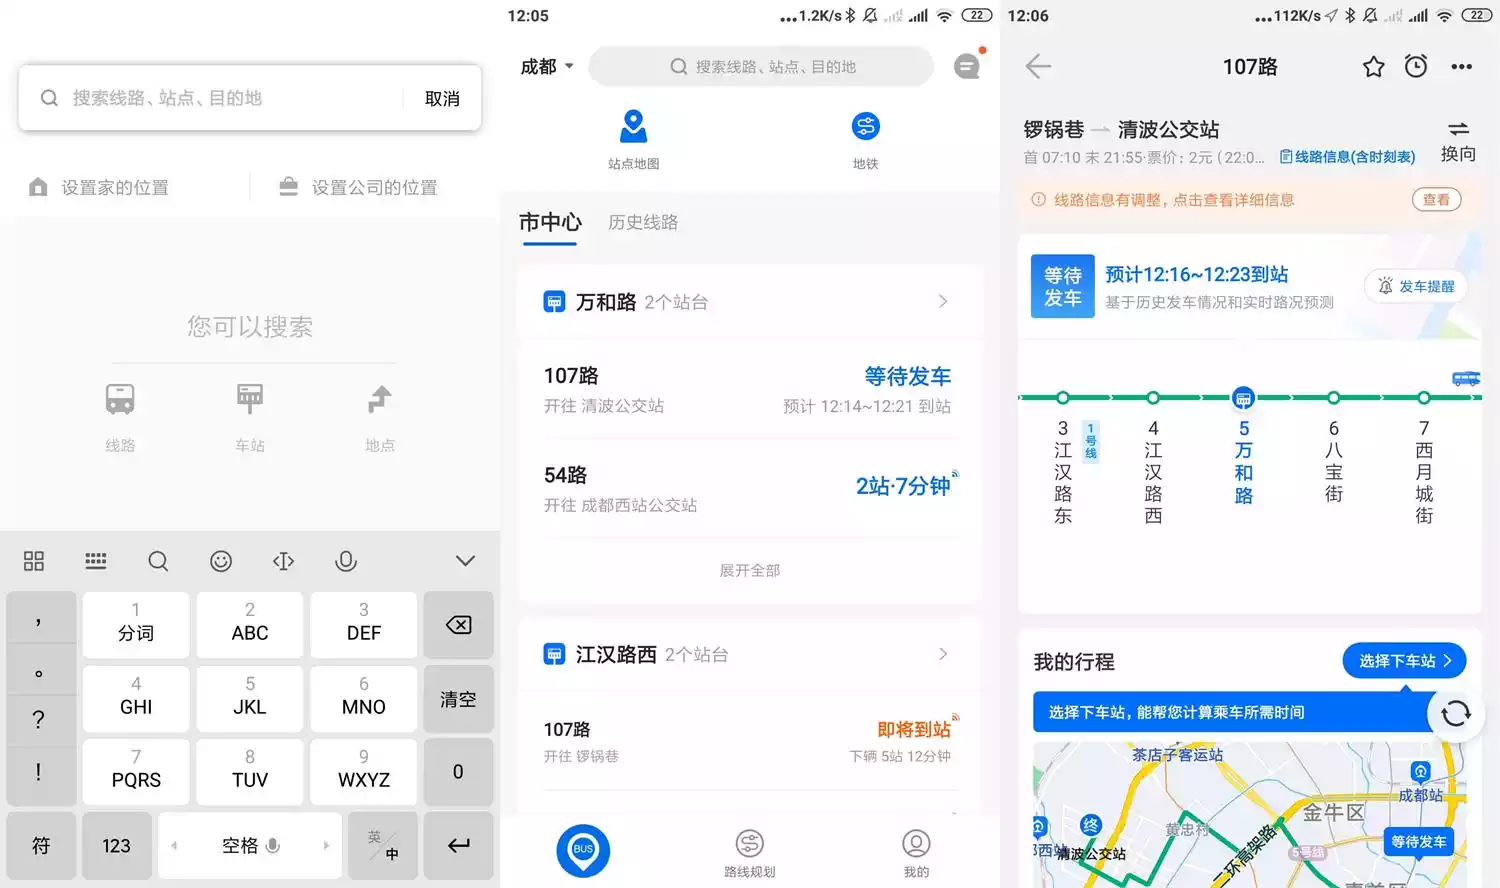 搜索线路、站点、目的地
取消
设置家的位置
设置公司的位置
您可以搜索
线路
车站
地点
,
。
?
!
1
分词
2
ABC
3
DEF
4
GHI
5
JKL
6
MNO
清空
7
PQRS
8
TUV
9
WXYZ
0
符
123
空格
英/中
12:05
...1.2K/s
22
成都
搜索线路、站点、目的地
站点地图
地铁
市中心
历史线路
万和路 2个站台
107路
等待发车
开往 清波公交站
预计 12:14~12:21 到站
54路
2站·7分钟
开往 成都西站公交站
展开全部
江汉路西 2个站台
107路
即将到站
开往 锣锅巷
下辆 5站 12分钟
BUS
路线规划
我的
12:06
...112K/s
22
107路
锣锅巷 — 清波公交站
换向
首 07:10 末 21:55·票价: 2元 ( 22:0...
线路信息(含时刻表)
线路信息有调整, 点击查看详细信息
查看
等待
发车
预计12:16~12:23到站
基于历史发车情况和实时路况预测
发车提醒
3
江汉路东
1号线
4
江汉路西
5
万和路
6
八宝街
7
西月城街
我的行程
选择下车站
选择下车站, 能帮您计算乘车所需时间
茶店子客运站
成都站
金牛区
黄忠村
终
清波公交站
二环高架路
5号线
等待发车